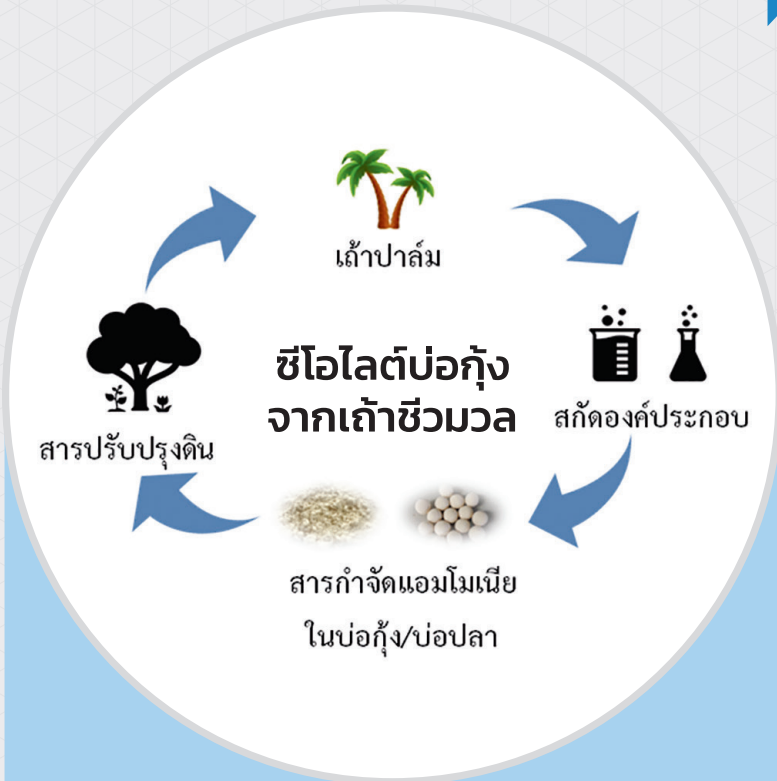 เถ้าปาล์ม
ซีโอไลต์บ่อกุ้ง
จากเถ้าชีวมวล
สกัดองค์ประกอบ
สารปรับปรุงดิน
สารกำจัดแอมโมเนีย
ในบ่อกุ้ง/บ่อปลา